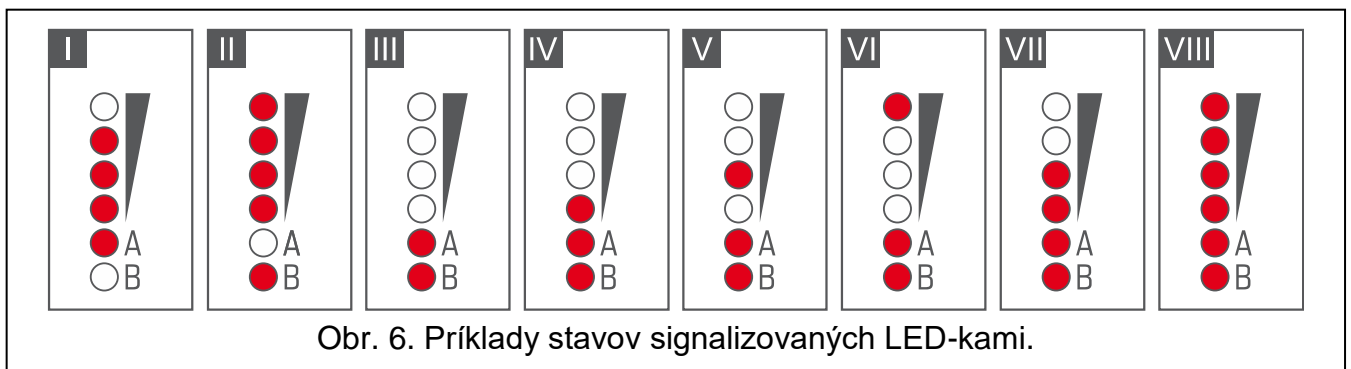 I II III IV V VI VII VIII
A A A A A A A A
B B B B B B B B
Obr. 6. Príklady stavov signalizovaných LED-kami.